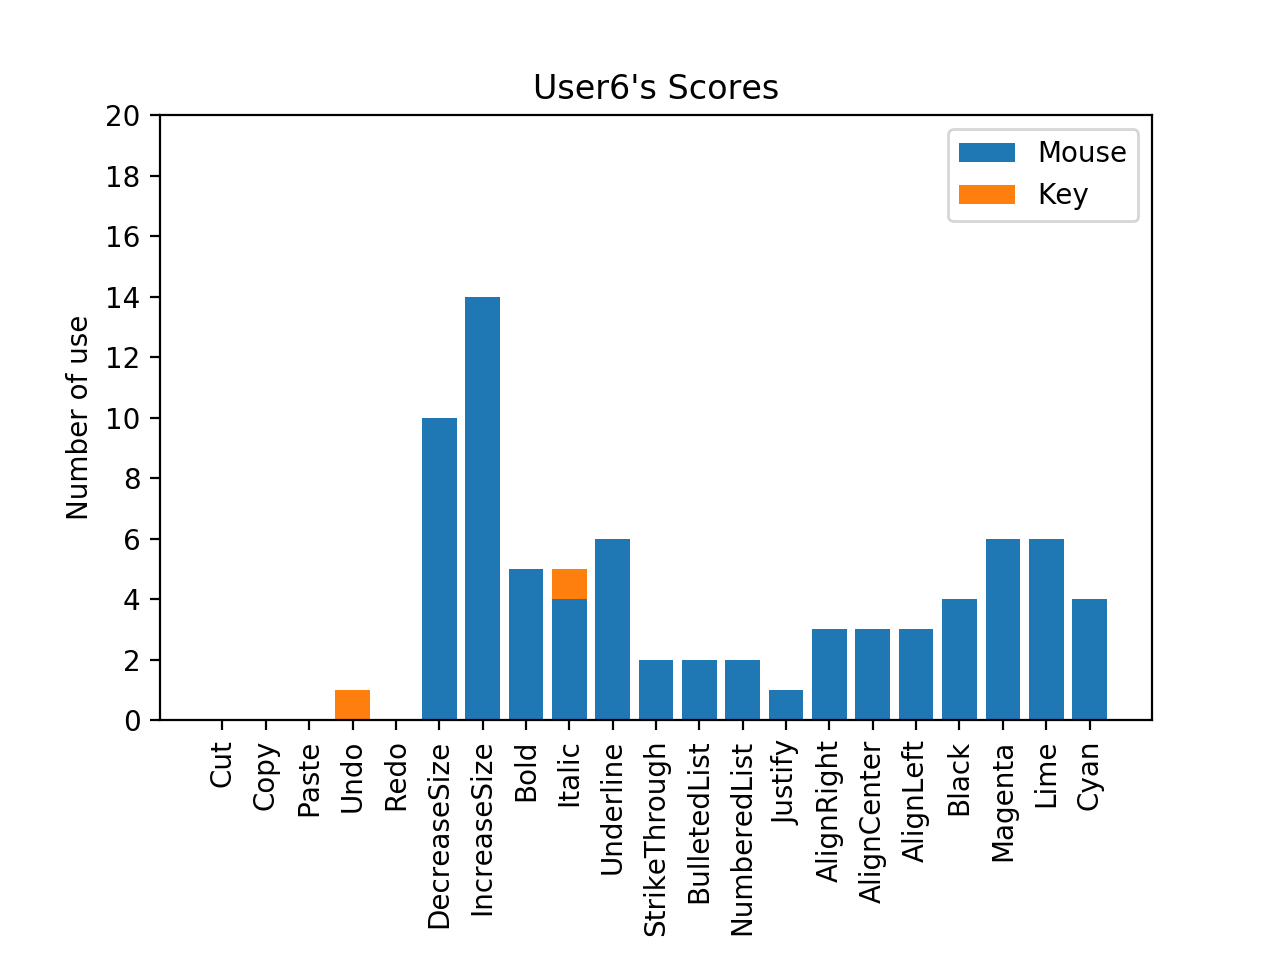 User6's Scores
Mouse
Key
Number of use
20
18
16
14
12
10
8
6
4
2
0
Cut
Copy
Paste
Undo
Redo
DecreaseSize
IncreaseSize
Bold
Italic
Underline
StrikeThrough
BulletedList
NumberedList
Justify
AlignRight
AlignCenter
AlignLeft
Black
Magenta
Lime
Cyan